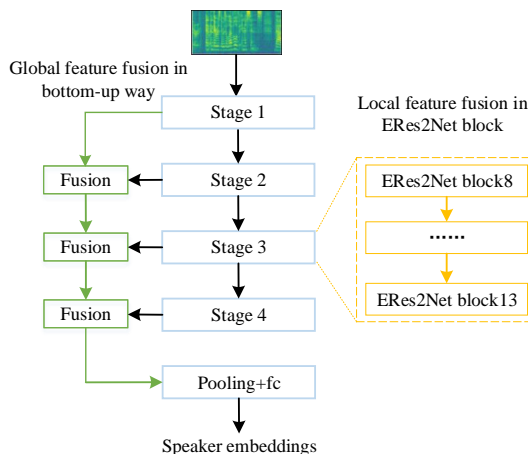 Global feature fusion in
bottom-up way
Stage 1
Local feature fusion in
ERes2Net block
Fusion
Stage 2
ERes2Net block8
Fusion
Stage 3
......
Fusion
Stage 4
ERes2Net block13
Pooling+fc
Speaker embeddings